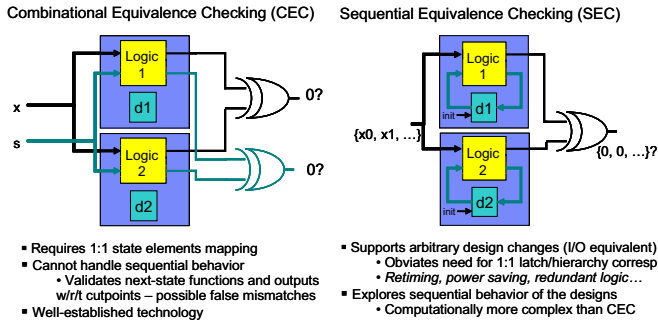 Combinational Equivalence Checking (CEC)
Logic
1
d1
0?
x
s
Logic
2
d2
0?
▪ Requires 1:1 state elements mapping
▪ Cannot handle sequential behavior
• Validates next-state functions and outputs
w/r/t cutpoints – possible false mismatches
▪ Well-established technology
Sequential Equivalence Checking (SEC)
Logic
1
d1
init
{x0, x1, …}
{0, 0, …}?
Logic
2
d2
init
▪ Supports arbitrary design changes (I/O equivalent)
• Obviates need for 1:1 latch/hierarchy corresp
• Retiming, power saving, redundant logic…
▪ Explores sequential behavior of the designs
• Computationally more complex than CEC